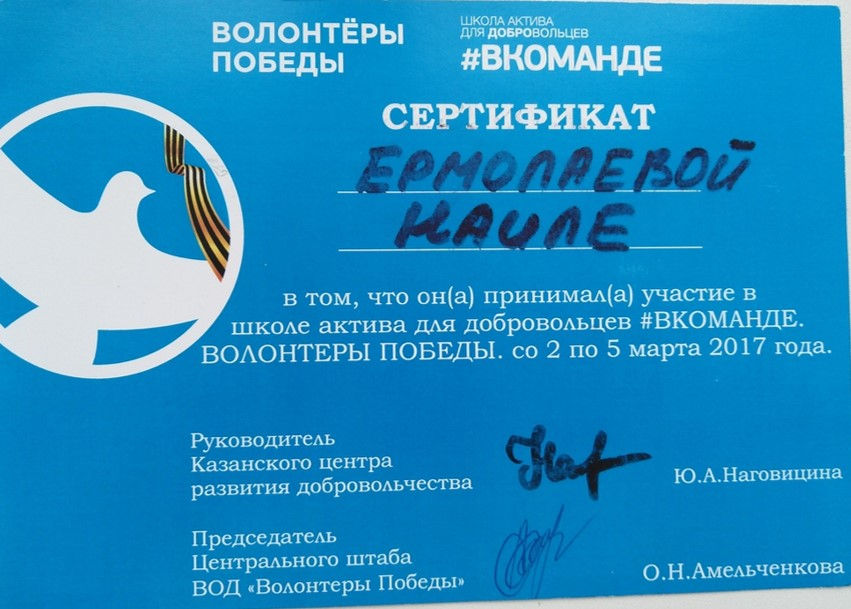 ВОЛОНТЁРЫ
ПОБЕДЫ
ШКОЛА АКТИВА
ДЛЯ ДОБРОВОЛЬЦЕВ
#ВКОМАНДЕ
СЕРТИФИКАТ
ЕРМОЛАЕВОЙ
НАИЛЕ
в том, что он(а) принимал(а) участие в
школе актива для добровольцев #ВКОМАНДЕ.
ВОЛОНТЕРЫ ПОБЕДЫ. со 2 по 5 марта 2017 года.
Руководитель
Казанского центра
развития добровольчества
Ю.А.Наговицина
Председатель
Центрального штаба
ВОД «Волонтеры Победы»
О.Н.Амельченкова